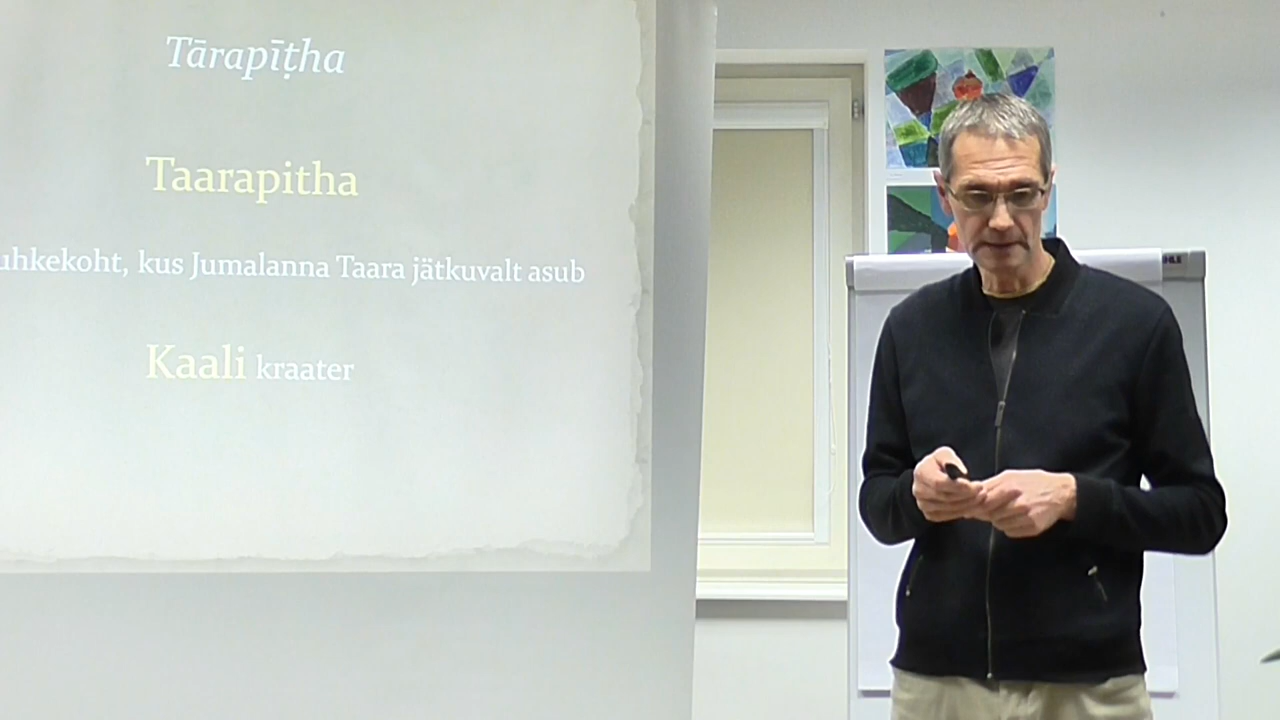 Tārapīṭha
Taarapitha
uhkekoht, kus Jumalanna Taara jätkuvalt asub
Kaali kraater